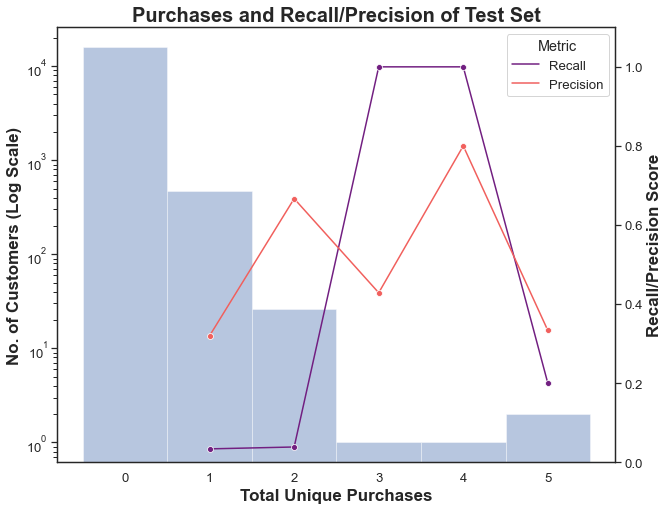 Purchases and Recall/Precision of Test Set
No. of Customers (Log Scale)
10^4
10^3
10^2
10^1
10^0
Metric
Recall
Precision
1.0
0.8
0.6
0.4
0.2
0.0
Recall/Precision Score
0 1 2 3 4 5
Total Unique Purchases